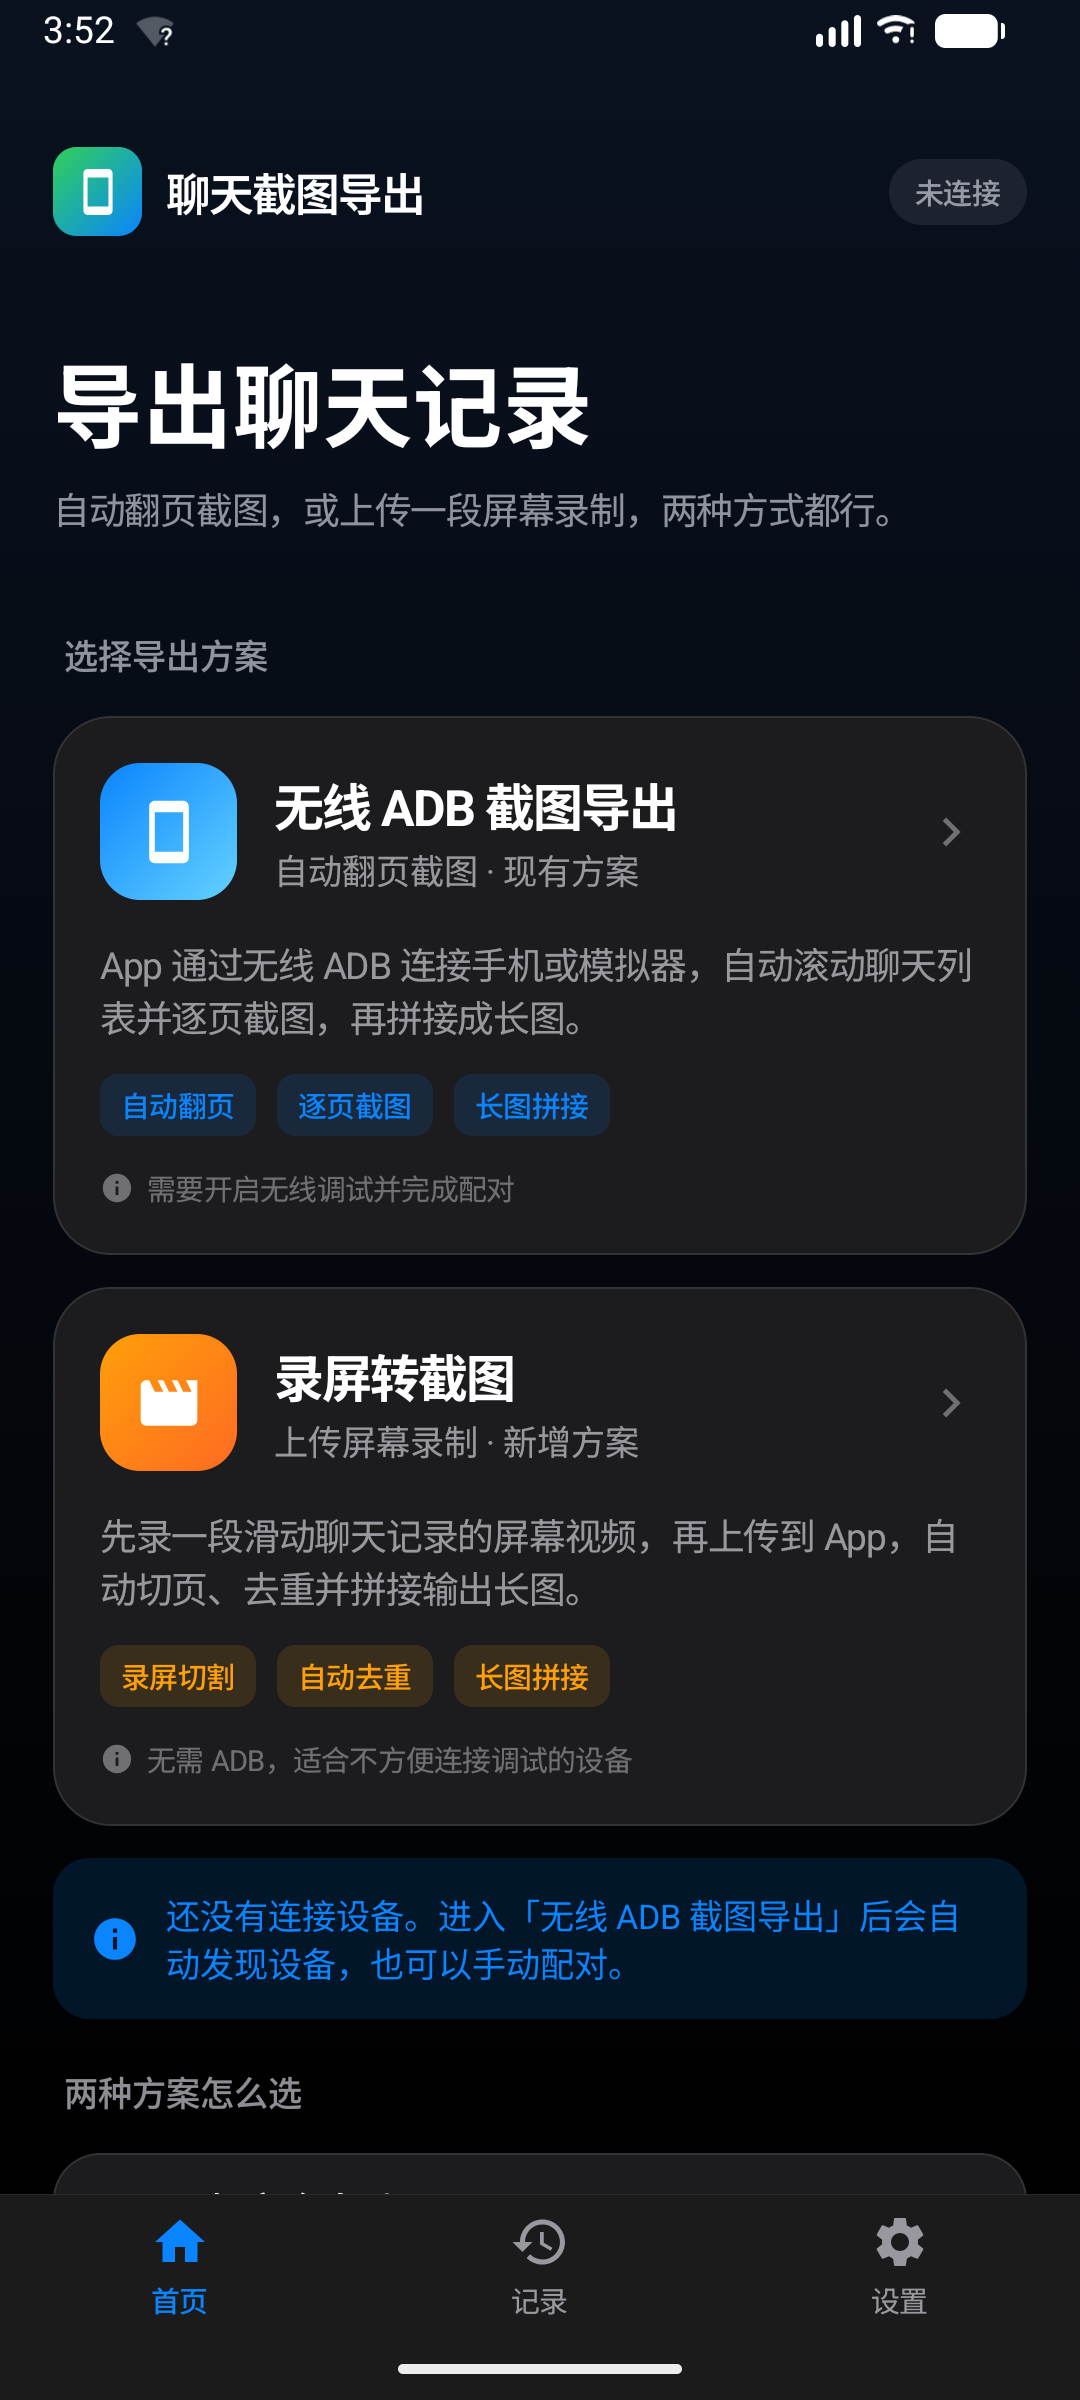 3:52
聊天截图导出
未连接
导出聊天记录
自动翻页截图，或上传一段屏幕录制，两种方式都行。
选择导出方案
无线 ADB 截图导出
自动翻页截图 · 现有方案
App 通过无线 ADB 连接手机或模拟器，自动滚动聊天列
表并逐页截图，再拼接成长图。
自动翻页
逐页截图
长图拼接
需要开启无线调试并完成配对
录屏转截图
上传屏幕录制 · 新增方案
先录一段滑动聊天记录的屏幕视频，再上传到 App，自
动切页、去重并拼接输出长图。
录屏切割
自动去重
长图拼接
无需 ADB，适合不方便连接调试的设备
还没有连接设备。进入「无线 ADB 截图导出」后会自
动发现设备，也可以手动配对。
两种方案怎么选
首页
记录
设置